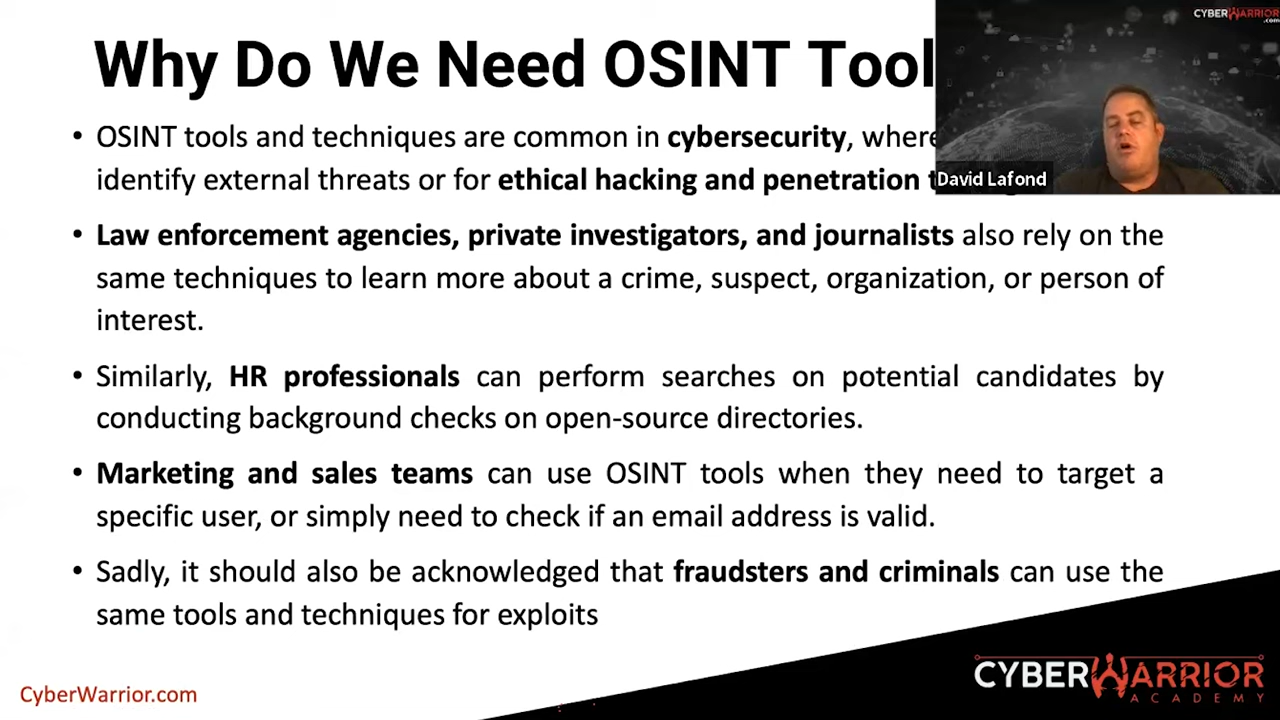 Why Do We Need OSINT Tool
CYBERWARRIOR
.com
• OSINT tools and techniques are common in cybersecurity, where
identify external threats or for ethical hacking and penetration
David Lafond
• Law enforcement agencies, private investigators, and journalists also rely on the
same techniques to learn more about a crime, suspect, organization, or person of
interest.
• Similarly, HR professionals can perform searches on potential candidates by
conducting background checks on open-source directories.
• Marketing and sales teams can use OSINT tools when they need to target a
specific user, or simply need to check if an email address is valid.
• Sadly, it should also be acknowledged that fraudsters and criminals can use the
same tools and techniques for exploits
CyberWarrior.com
CYBERWARRIOR
ACADEMY